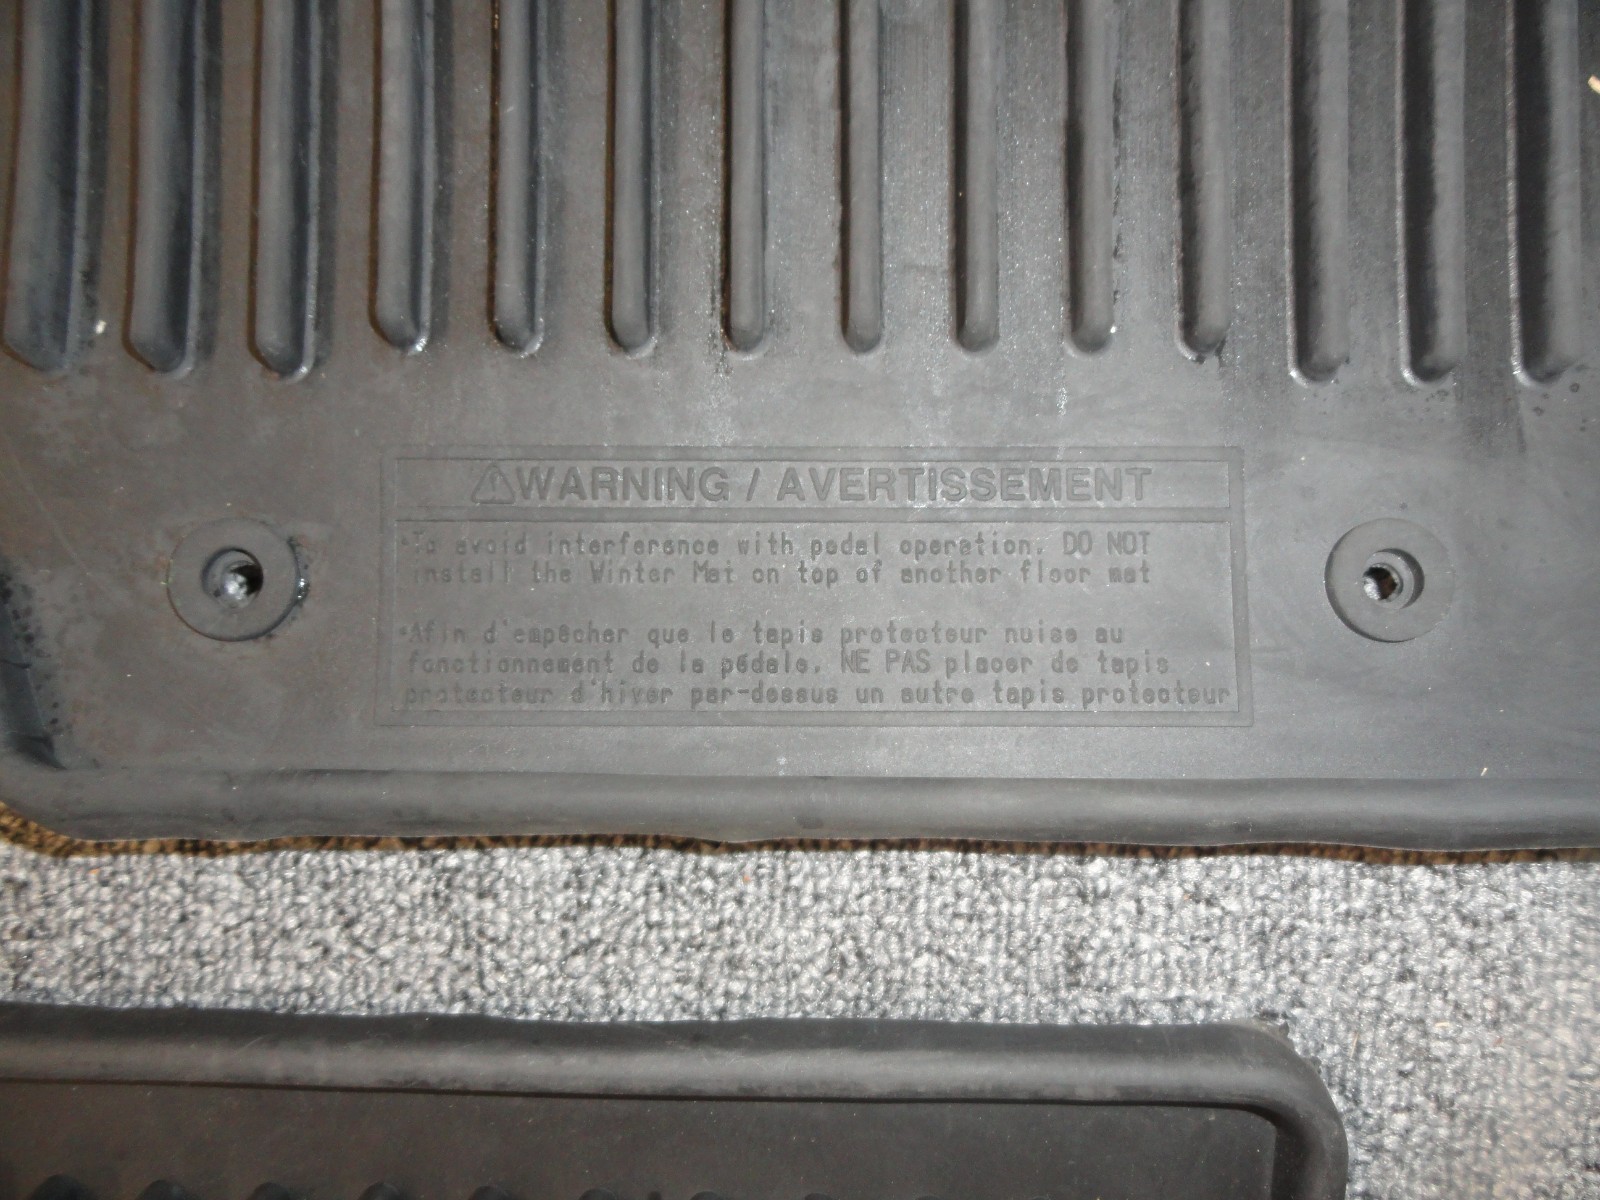 ⚠WARNING / AVERTISSEMENT
•To avoid interference with pedal operation. DO NOT
install the Winter Mat on top of another floor mat
•Afin d'empêcher que le tapis protecteur nuise au
fonctionnement de la pédale. NE PAS placer de tapis
protecteur d'hiver par-dessus un autre tapis protecteur